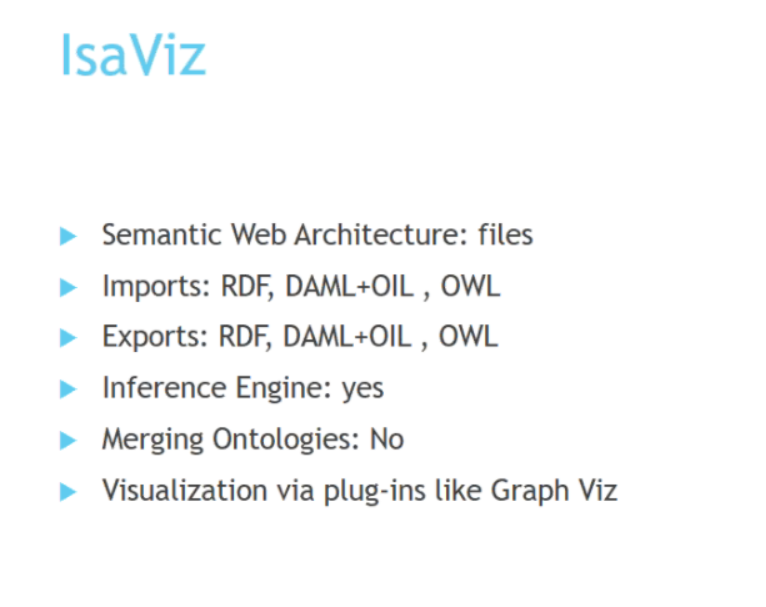 IsaViz
Semantic Web Architecture: files
Imports: RDF, DAML+OIL , OWL
Exports: RDF, DAML+OIL , OWL
Inference Engine: yes
Merging Ontologies: No
Visualization via plug-ins like Graph Viz